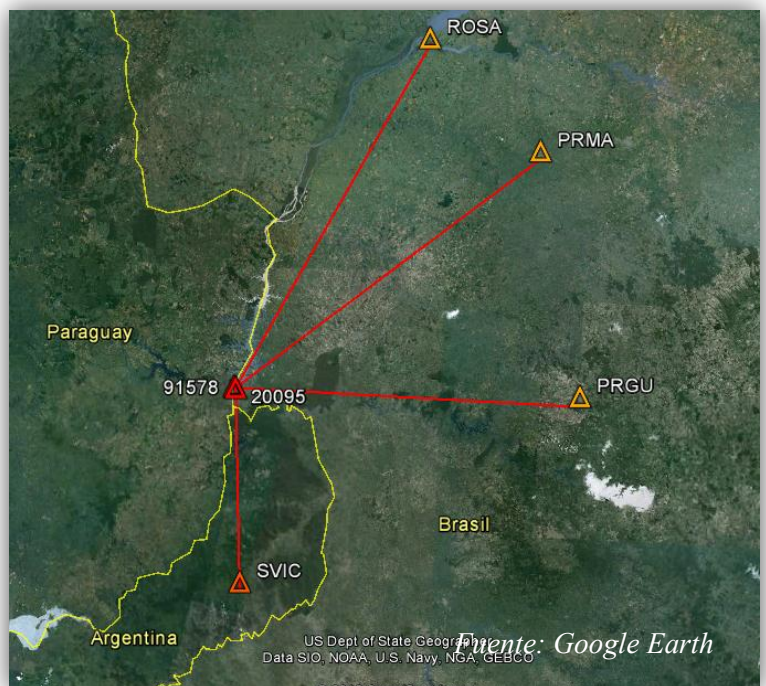 ROSA
PRMA
Paraguay
91578
20095
PRGU
Brasil
SVIC
Argentina
US Dept of State Geographer
Fuente: Google Earth
Data SIO, NOAA, U.S. Navy, NGA, GEBCO